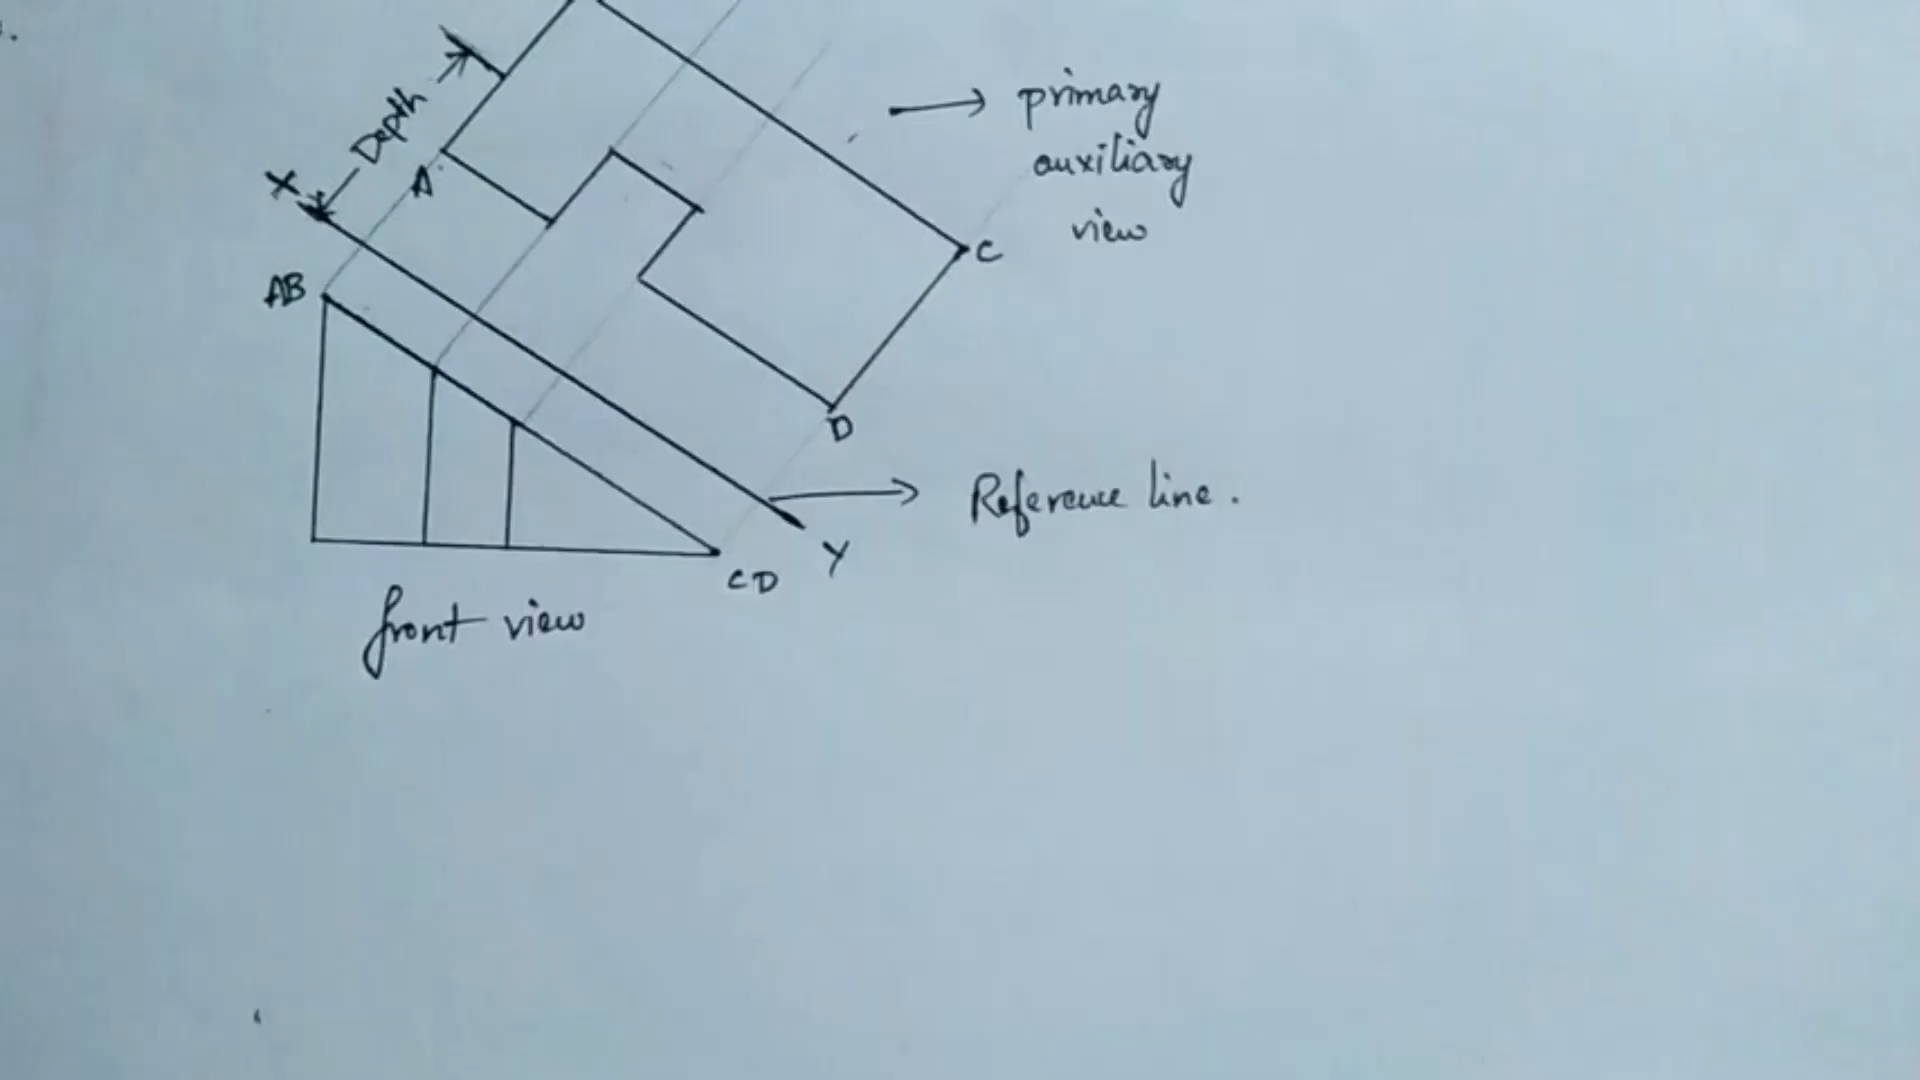 Depth
primary
auxiliary
view
X
A
C
AB
D
Reference line.
Y
CD
front view